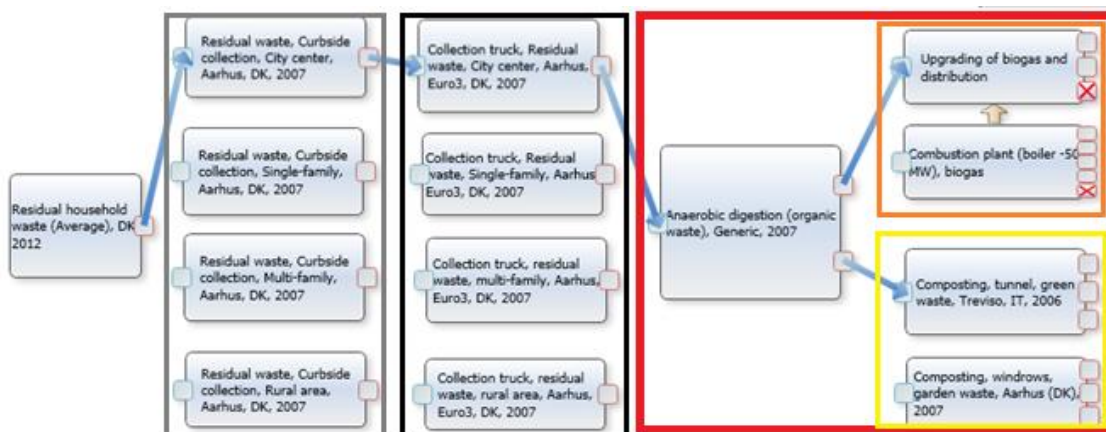 Residual household
waste (Average), DK
2012
Residual waste, Curbside
collection, City center,
Aarhus, DK, 2007
Residual waste, Curbside
collection, Single-family,
Aarhus, DK, 2007
Residual waste, Curbside
collection, Multi-family,
Aarhus, DK, 2007
Residual waste, Curbside
collection, Rural area,
Aarhus, DK, 2007
Collection truck, Residual
waste, City center, Aarhus,
Euro3, DK, 2007
Collection truck, Residual
waste, Single-family, Aarhus
Euro3, DK, 2007
Collection truck, residual
waste, multi-family, Aarhus,
Euro3, DK, 2007
Collection truck, residual
waste, rural area, Aarhus,
Euro3, DK, 2007
Anaerobic digestion (organic
waste), Generic, 2007
Upgrading of biogas and
distribution
Combustion plant (boiler -50
MW), biogas
Composting, tunnel, green
waste, Treviso, IT, 2006
Composting, windrows,
garden waste, Aarhus (DK),
2007